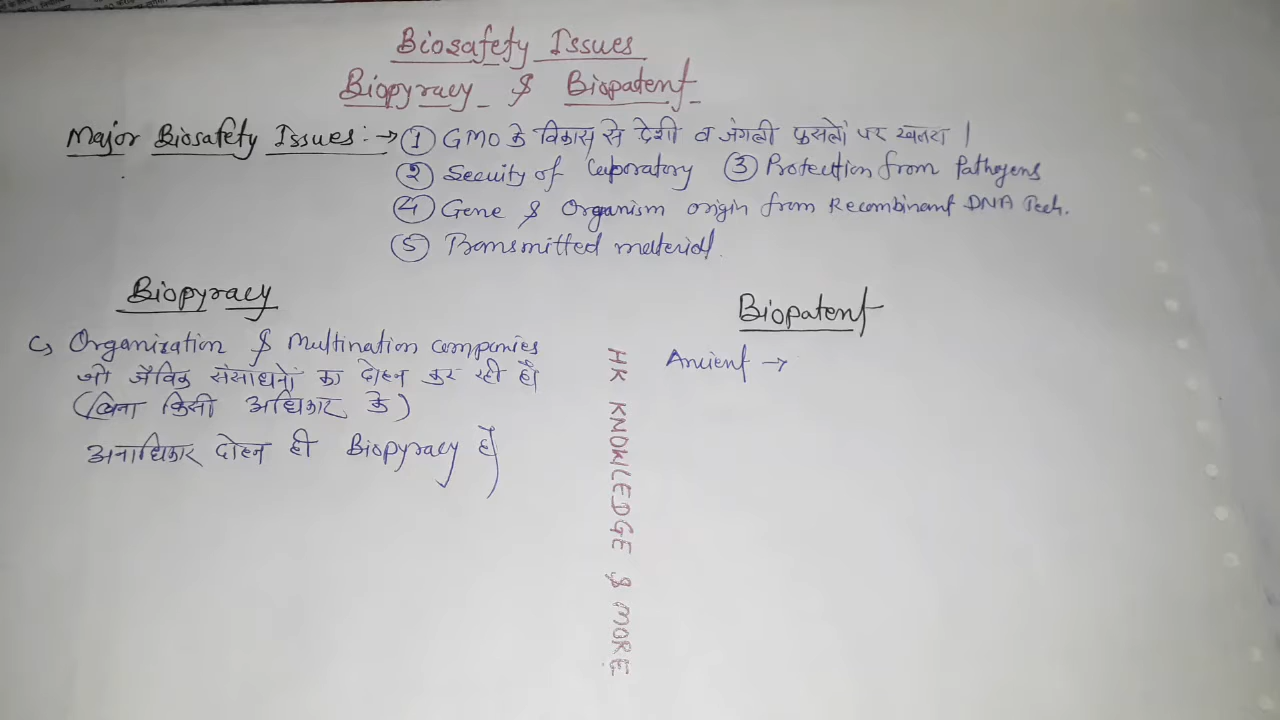 Biosafety Issues
Biopyracy & Biopatent
Major Biosafety Issues :→ ① GMO के विकास से देशी व जंगली फसलों पर खतरा।
② Secuity of Laboratory ③ Protection from Pathogens
④ Gene & Organism origin from Recombinant DNA Tech.
⑤ Transmitted material.
Biopyracy
Organization & Multination companies
जो जैविक संसाधनों का दोहन कर रही है
(बिना किसी अधिकार के)
अनाधिकार दोहन ही Biopyracy है
Biopatent
Ancient →
HK KNOWLEDGE & MORE